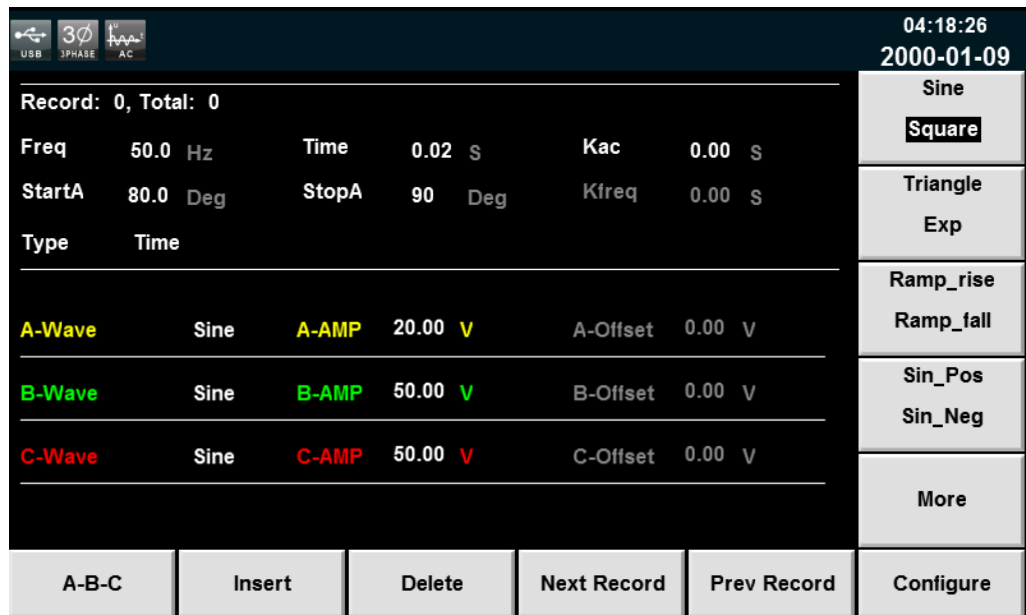 USB 3Ø 3PHASE U t AC 04:18:26
2000-01-09
Record: 0, Total: 0
Freq 50.0 Hz Time 0.02 S Kac 0.00 S
StartA 80.0 Deg StopA 90 Deg Kfreq 0.00 S
Type Time
A-Wave Sine A-AMP 20.00 V A-Offset 0.00 V
B-Wave Sine B-AMP 50.00 V B-Offset 0.00 V
C-Wave Sine C-AMP 50.00 V C-Offset 0.00 V
Sine
Square
Triangle
Exp
Ramp_rise
Ramp_fall
Sin_Pos
Sin_Neg
More
A-B-C Insert Delete Next Record Prev Record Configure